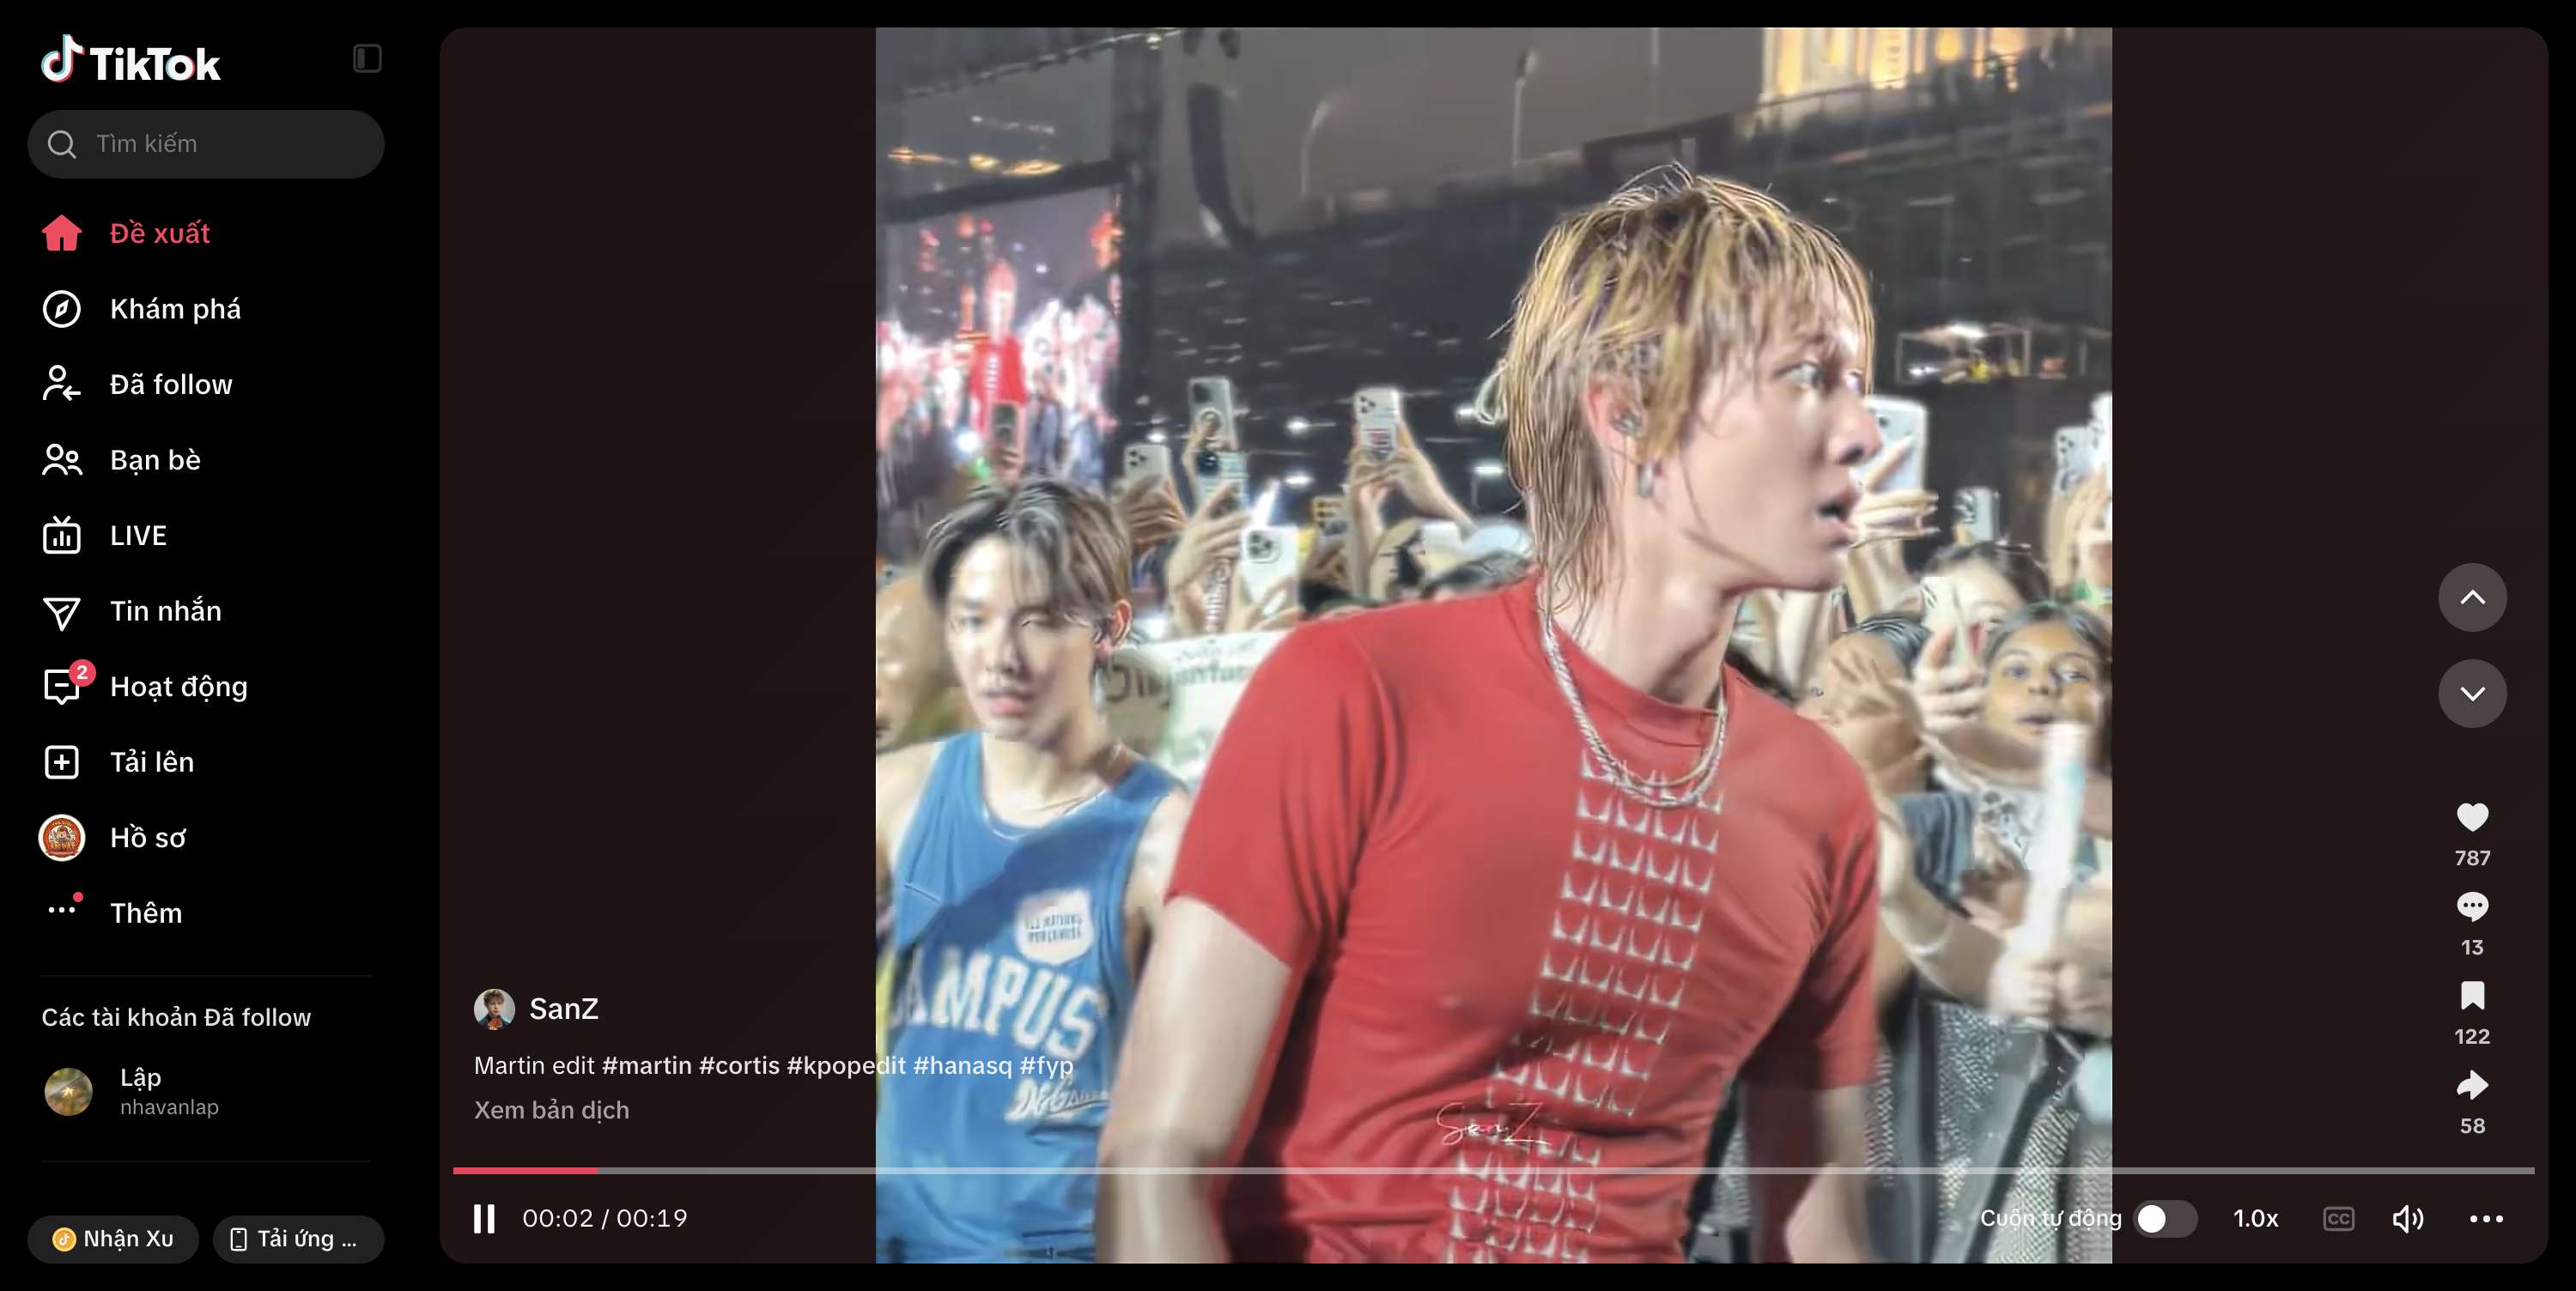 TikTok
Tìm kiếm
Đề xuất
Khám phá
Đã follow
Bạn bè
LIVE
Tin nhắn
2
Hoạt động
Tải lên
Hồ sơ
Thêm
Các tài khoản Đã follow
Lập
nhavanlap
Nhận Xu
Tải ứng ...
AMPUS
SanZ
SanZ
Martin edit #martin #cortis #kpopedit #hanasq #fyp
Xem bản dịch
00:02 / 00:19
787
13
122
58
Cuộn tự động
1.0x
CC